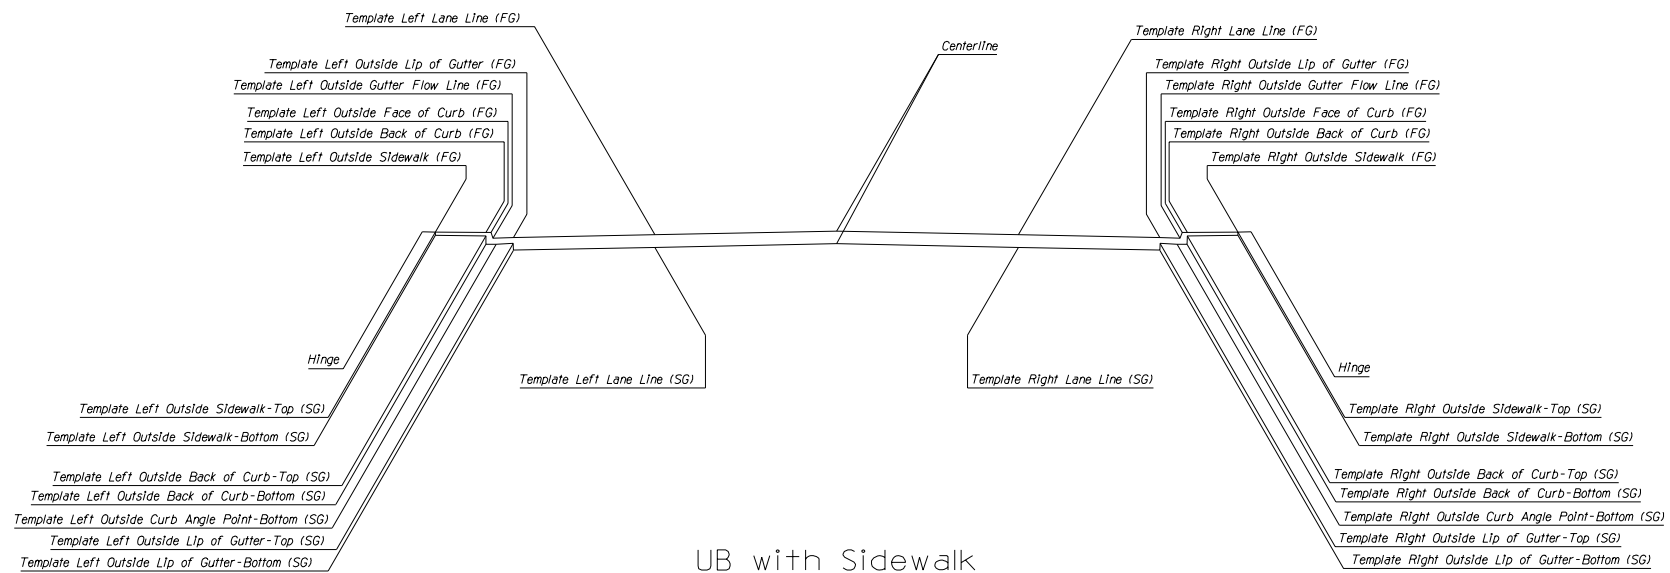 Template Left Lane Line (FG)
Template Left Outside Lip of Gutter (FG)
Template Left Outside Gutter Flow Line (FG)
Template Left Outside Face of Curb (FG)
Template Left Outside Back of Curb (FG)
Template Left Outside Sidewalk (FG)
Centerline
Template Right Lane Line (FG)
Template Right Outside Lip of Gutter (FG)
Template Right Outside Gutter Flow Line (FG)
Template Right Outside Face of Curb (FG)
Template Right Outside Back of Curb (FG)
Template Right Outside Sidewalk (FG)
Hinge
Template Left Outside Sidewalk-Top (SG)
Template Left Outside Sidewalk-Bottom (SG)
Template Left Outside Back of Curb-Top (SG)
Template Left Outside Back of Curb-Bottom (SG)
Template Left Outside Curb Angle Point-Bottom (SG)
Template Left Outside Lip of Gutter-Top (SG)
Template Left Outside Lip of Gutter-Bottom (SG)
Template Left Lane Line (SG)
Template Right Lane Line (SG)
Hinge
Template Right Outside Sidewalk-Top (SG)
Template Right Outside Sidewalk-Bottom (SG)
Template Right Outside Back of Curb-Top (SG)
Template Right Outside Back of Curb-Bottom (SG)
Template Right Outside Curb Angle Point-Bottom (SG)
Template Right Outside Lip of Gutter-Top (SG)
Template Right Outside Lip of Gutter-Bottom (SG)
UB with Sidewalk